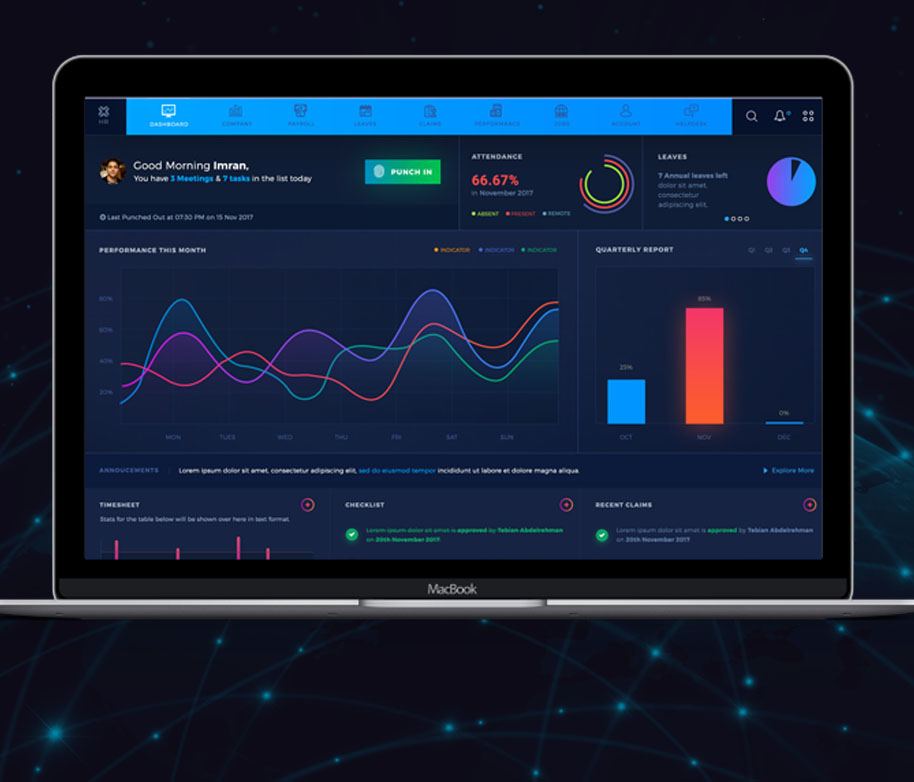 HR
DASHBOARD
COMPANY
PAYROLL
LEAVES
CLAIMS
PERFORMANCE
JOBS
ACCOUNT
HELPDESK
Good Morning Imran,
You have 3 Meetings & 7 tasks in the list today
PUNCH IN
Last Punched Out at 07:30 PM on 15 Nov 2017
ATTENDANCE
66.67%
in November 2017
ABSENT PRESENT REMOTE
LEAVES
7 Annual leaves left
dolor sit amet,
consectetur
adipiscing elit.
PERFORMANCE THIS MONTH
INDICATOR INDICATOR INDICATOR
80%
60%
40%
20%
MON TUES WED THU FRI SAT SUN
QUARTERLY REPORT
Q1 Q2 Q3 Q4
85%
25%
0%
OCT NOV DEC
ANNOUCEMENTS
Lorem ipsum dolor sit amet, consectetur adipiscing elit, sed do eiusmod tempor incididunt ut labore et dolore magna aliqua.
Explore More
TIMESHEET
Stats for the table below will be shown over here in text format
CHECKLIST
Lorem ipsum dolor sit amet is approved by Tebian Abdelrehman
on 20th November 2017
RECENT CLAIMS
Lorem ipsum dolor sit amet is approved by Tebian Abdelrehman
on 20th November 2017
MacBook